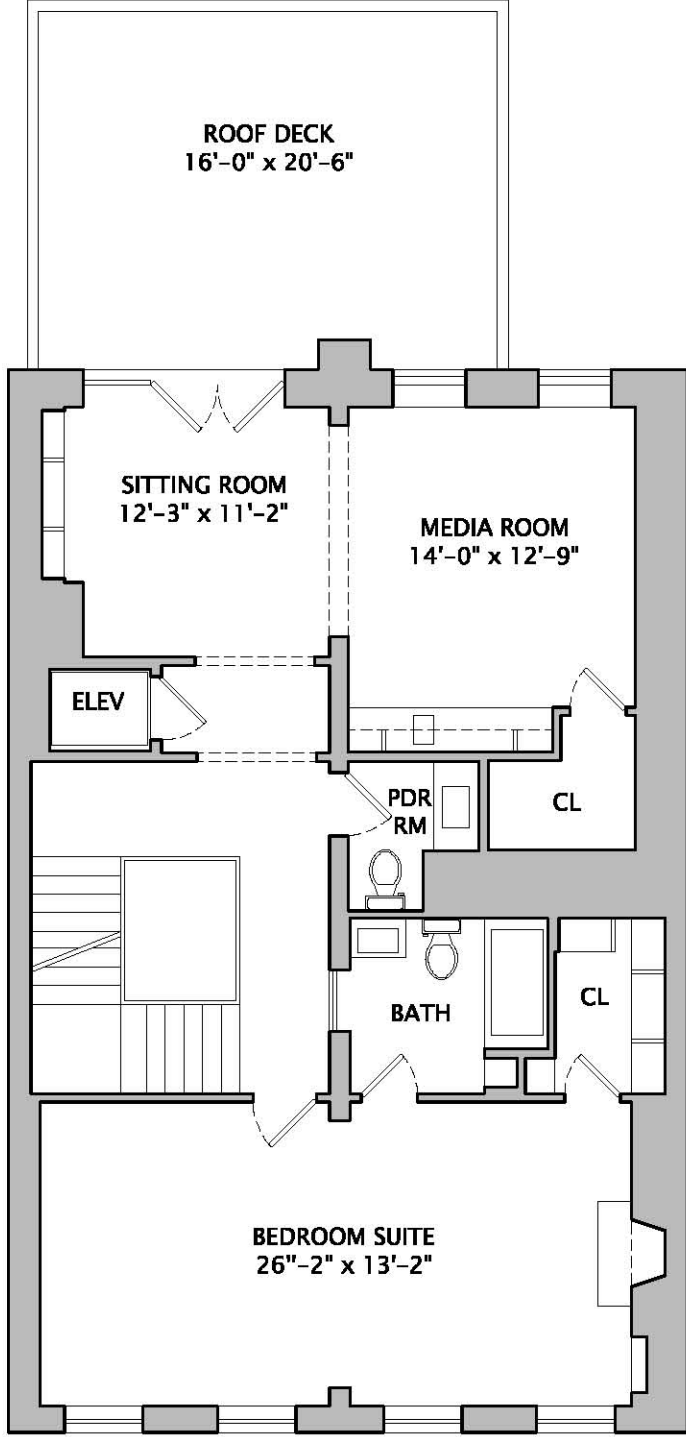 ROOF DECK
16'-0" x 20'-6"
SITTING ROOM
12'-3" x 11'-2"
MEDIA ROOM
14'-0" x 12'-9"
ELEV
PDR
RM
CL
BATH
CL
BEDROOM SUITE
26"-2" x 13'-2"